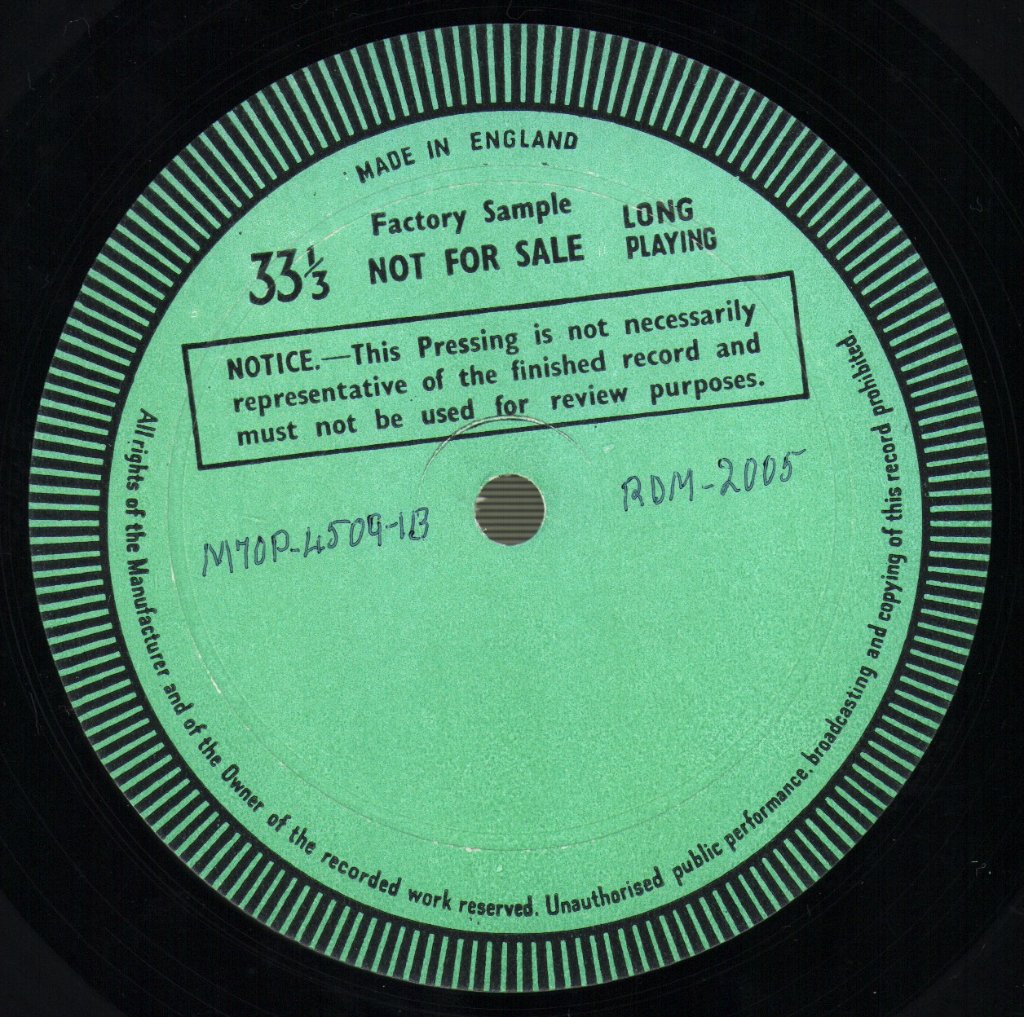 MADE IN ENGLAND
Factory Sample
NOT FOR SALE
33⅓
LONG
PLAYING
NOTICE.—This Pressing is not necessarily
representative of the finished record and
must not be used for review purposes.
M70P-4509-1B
RDM-2005
All rights of the Manufacturer and of the Owner of the recorded work reserved. Unauthorised public performance, broadcasting and copying of this record prohibited.